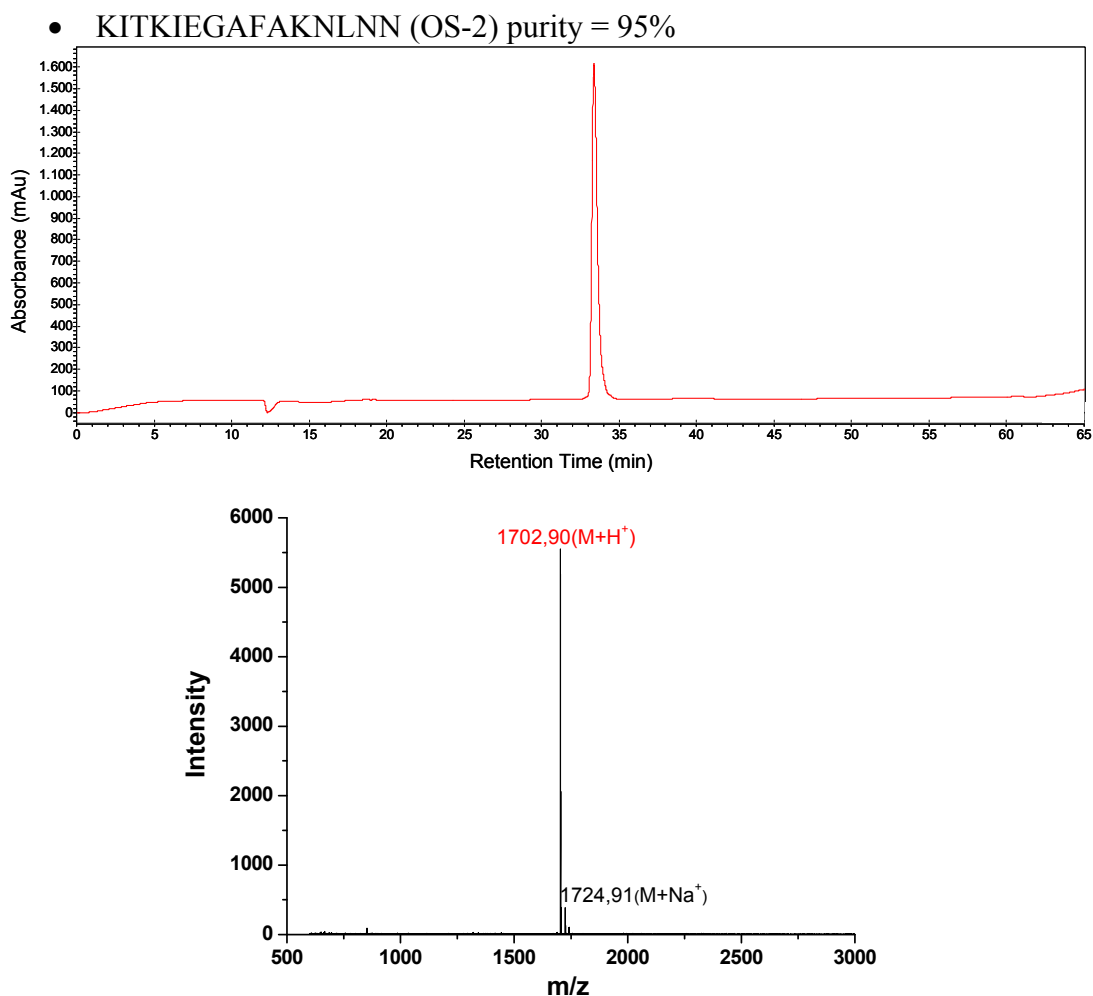 • KITKIEGAFAKNLNN (OS-2) purity = 95%
Absorbance (mAu)
1.600
1.500
1.400
1.300
1.200
1.100
1.000
900
800
700
600
500
400
300
200
100
0
0 5 10 15 20 25 30 35 40 45 50 55 60 65
Retention Time (min)
Intensity
6000
5000
4000
3000
2000
1000
0
1702,90(M+H⁺)
1724,91(M+Na⁺)
500 1000 1500 2000 2500 3000
m/z